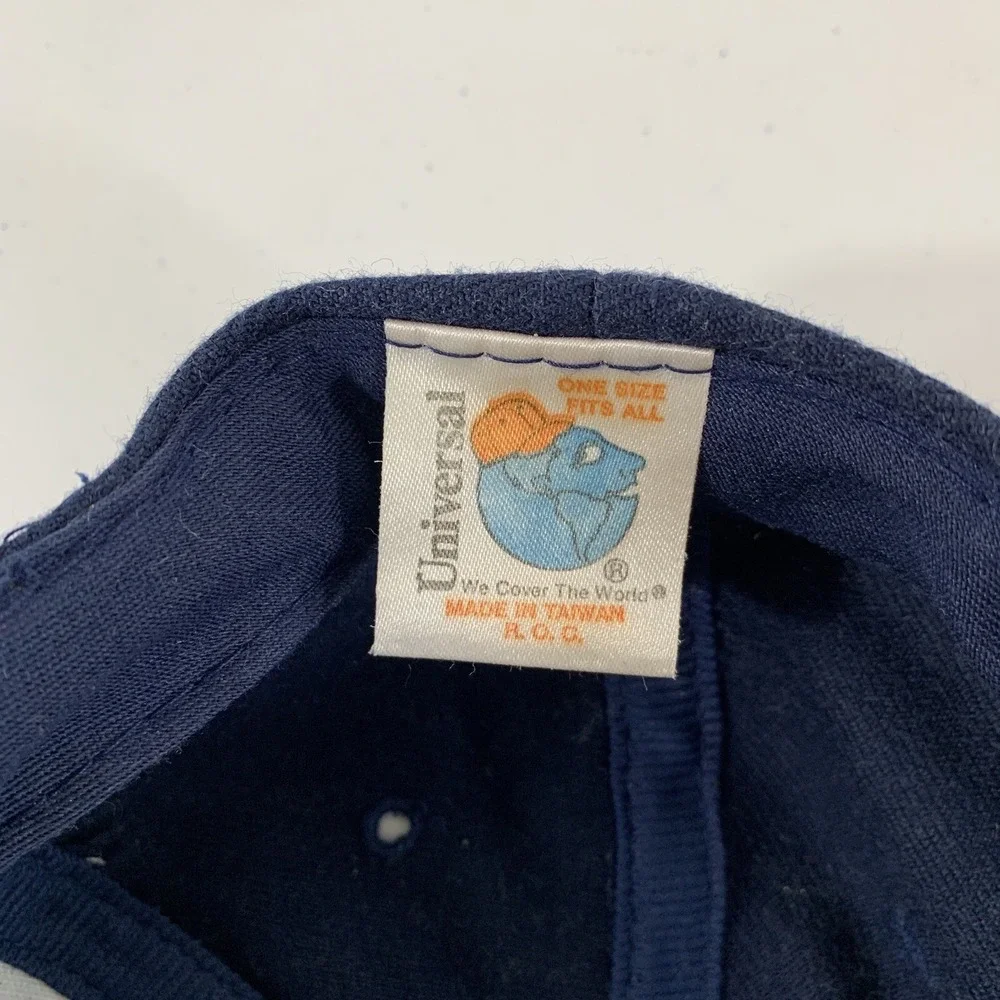 Universal
ONE SIZE
FITS ALL
®
We Cover The World®
MADE IN TAIWAN
R. O. C.